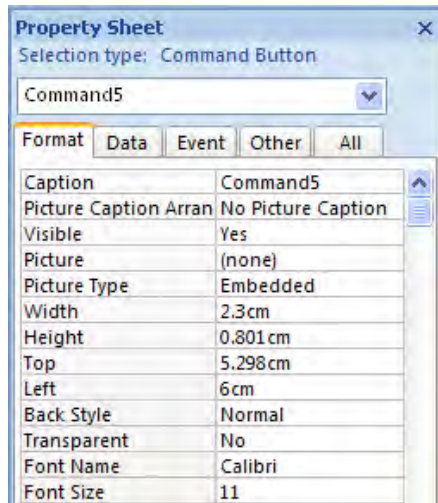 Property Sheet
Selection type: Command Button
Command5
Format Data Event Other All
Caption Command5
Picture Caption Arran No Picture Caption
Visible Yes
Picture (none)
Picture Type Embedded
Width 2.3cm
Height 0.801cm
Top 5.298cm
Left 6cm
Back Style Normal
Transparent No
Font Name Calibri
Font Size 11